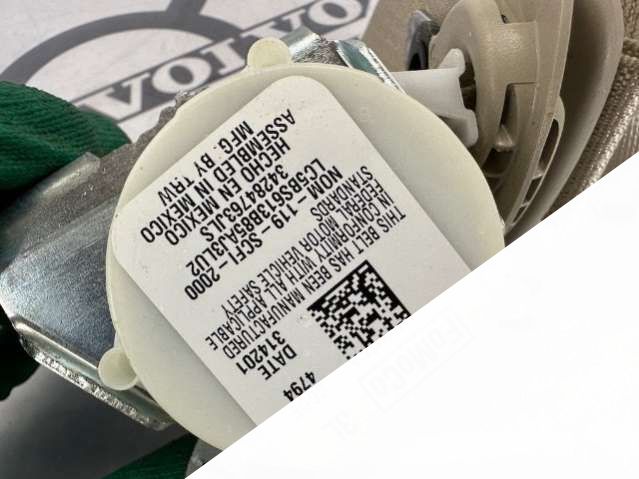 VOLVO
4794
DATE
314201
THIS BELT HAS BEEN MANUFACTURED
IN CONFORMITY WITH ALL APPLICABLE
FEDERAL MOTOR VEHICLE SAFETY
STANDARDS
NOM-119-SCFI-2000
34284763JLS
HECHO EN MEXICO
ASSEMBLED IN MEXICO
MFG. BY TRW